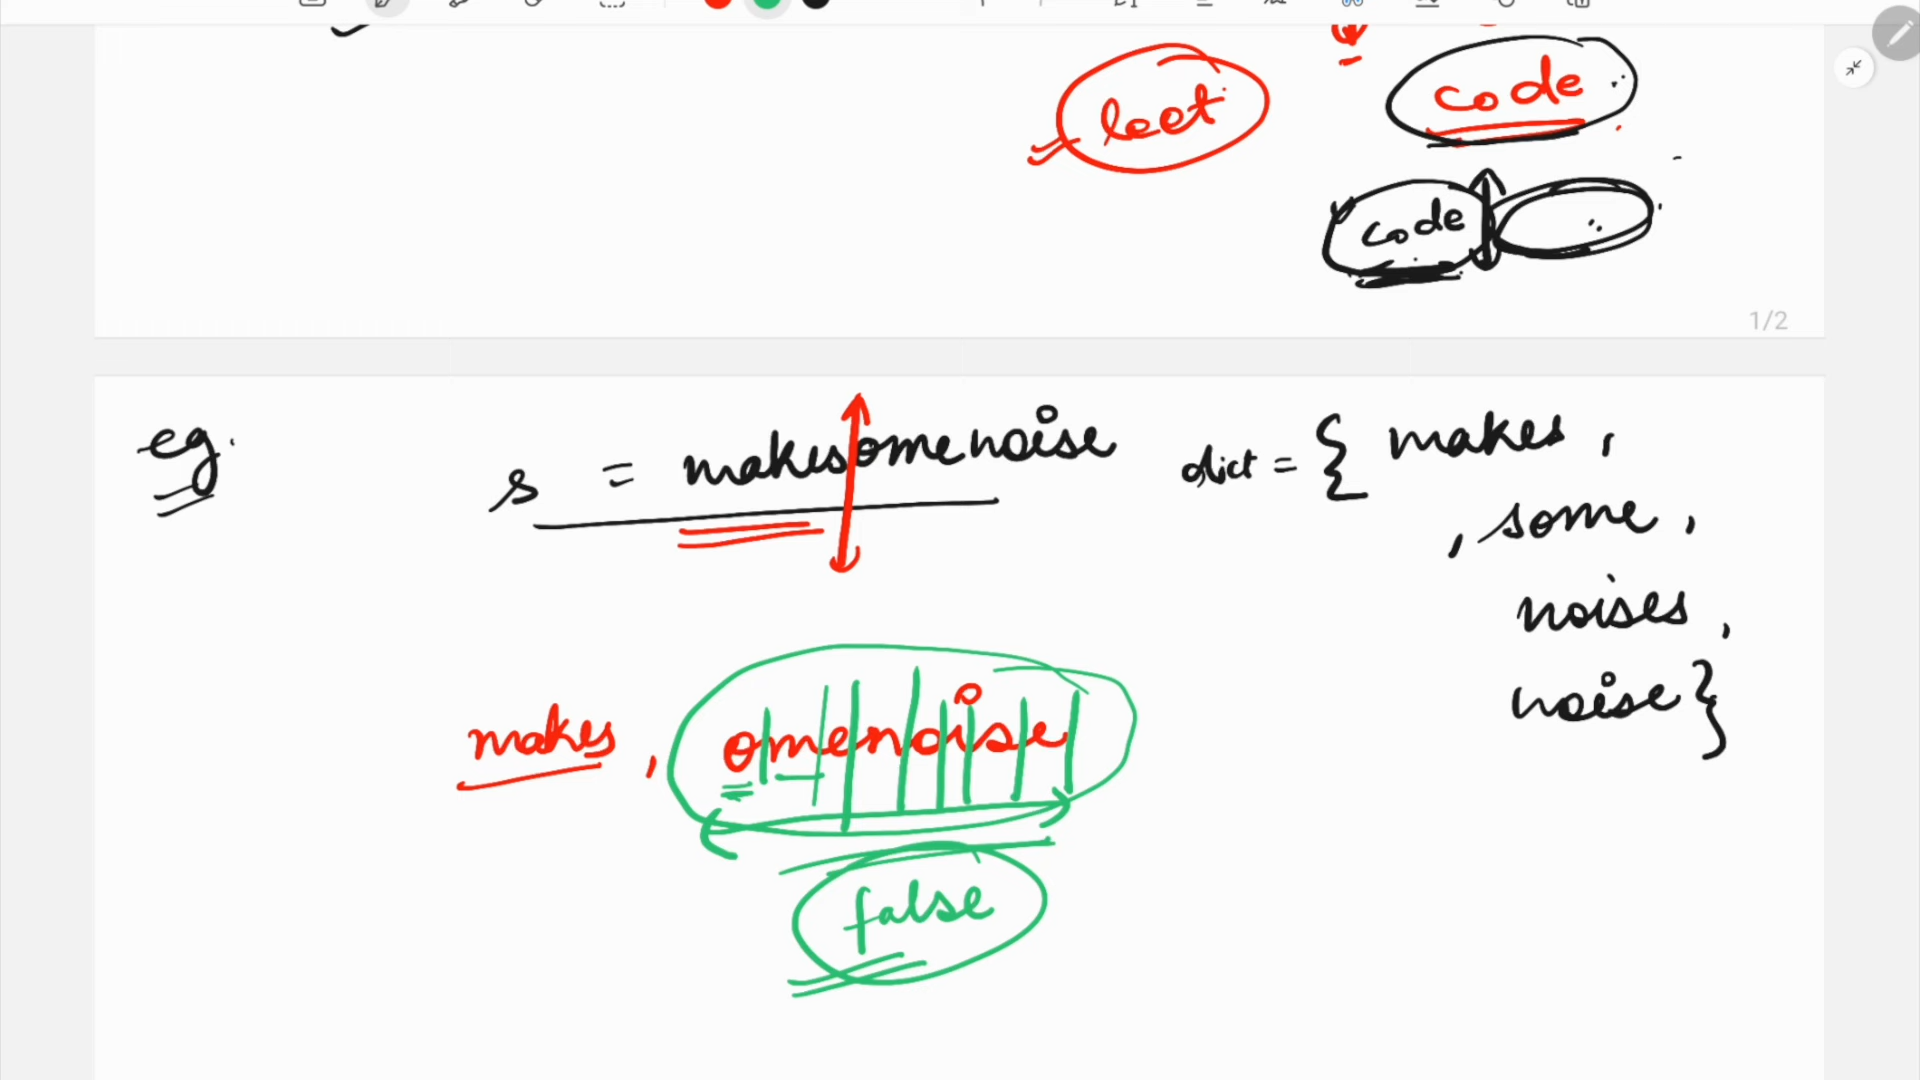 leet code
code
1/2
eg. s = makesomenoise dict = { makes,
, some,
noises,
noise }
makes, omenoise
false